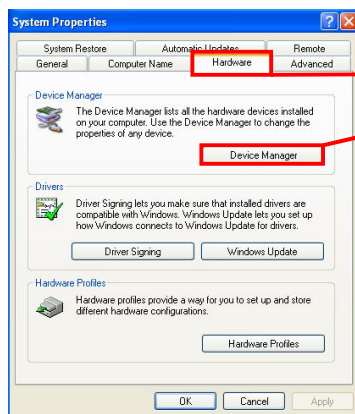 System Properties
System Restore Automatic Updates Remote
General Computer Name Hardware Advanced
Device Manager
The Device Manager lists all the hardware devices installed
on your computer. Use the Device Manager to change the
properties of any device.
Device Manager
Drivers
Driver Signing lets you make sure that installed drivers are
compatible with Windows. Windows Update lets you set up
how Windows connects to Windows Update for drivers.
Driver Signing Windows Update
Hardware Profiles
Hardware profiles provide a way for you to set up and store
different hardware configurations.
Hardware Profiles
OK Cancel Apply